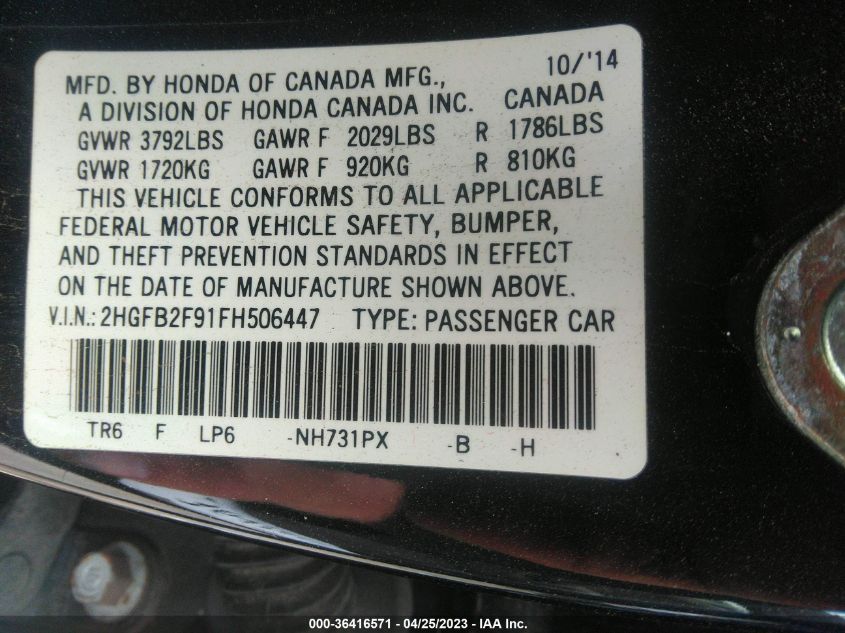 10/'14
MFD. BY HONDA OF CANADA MFG.,
A DIVISION OF HONDA CANADA INC. CANADA
GVWR 3792LBS GAWR F 2029LBS R 1786LBS
GVWR 1720KG GAWR F 920KG R 810KG
THIS VEHICLE CONFORMS TO ALL APPLICABLE
FEDERAL MOTOR VEHICLE SAFETY, BUMPER,
AND THEFT PREVENTION STANDARDS IN EFFECT
ON THE DATE OF MANUFACTURE SHOWN ABOVE.
V.I.N.: 2HGFB2F91FH506447 TYPE: PASSENGER CAR
TR6 F LP6 -NH731PX -B -H
000-36416571 - 04/25/2023 - IAA Inc.